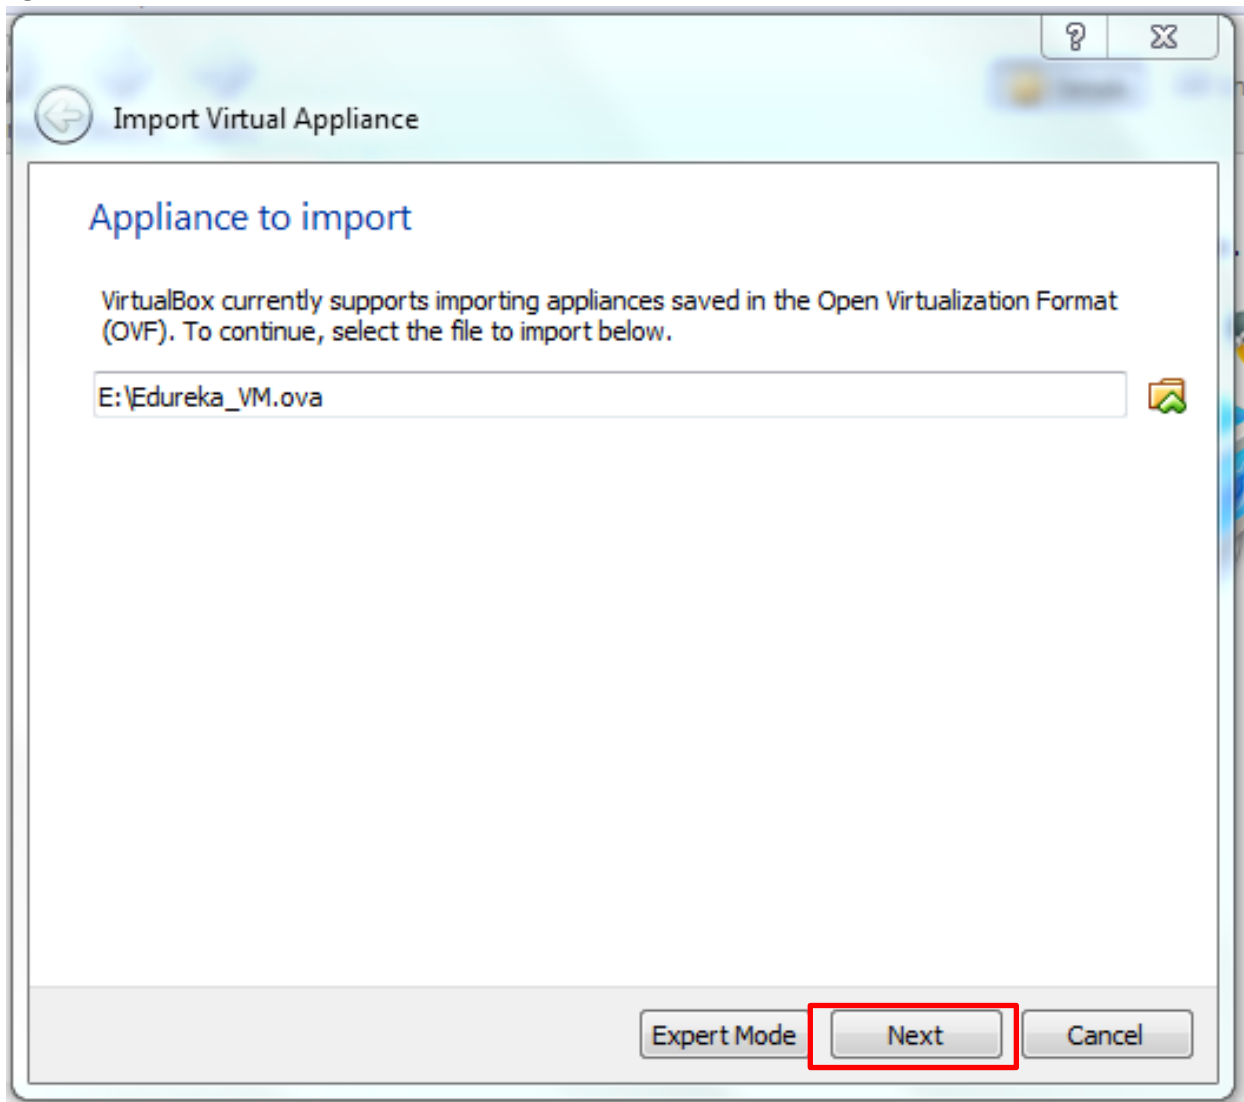 Import Virtual Appliance
Appliance to import
VirtualBox currently supports importing appliances saved in the Open Virtualization Format
(OVF). To continue, select the file to import below.
E:\Edureka_VM.ova
Expert Mode
Next
Cancel